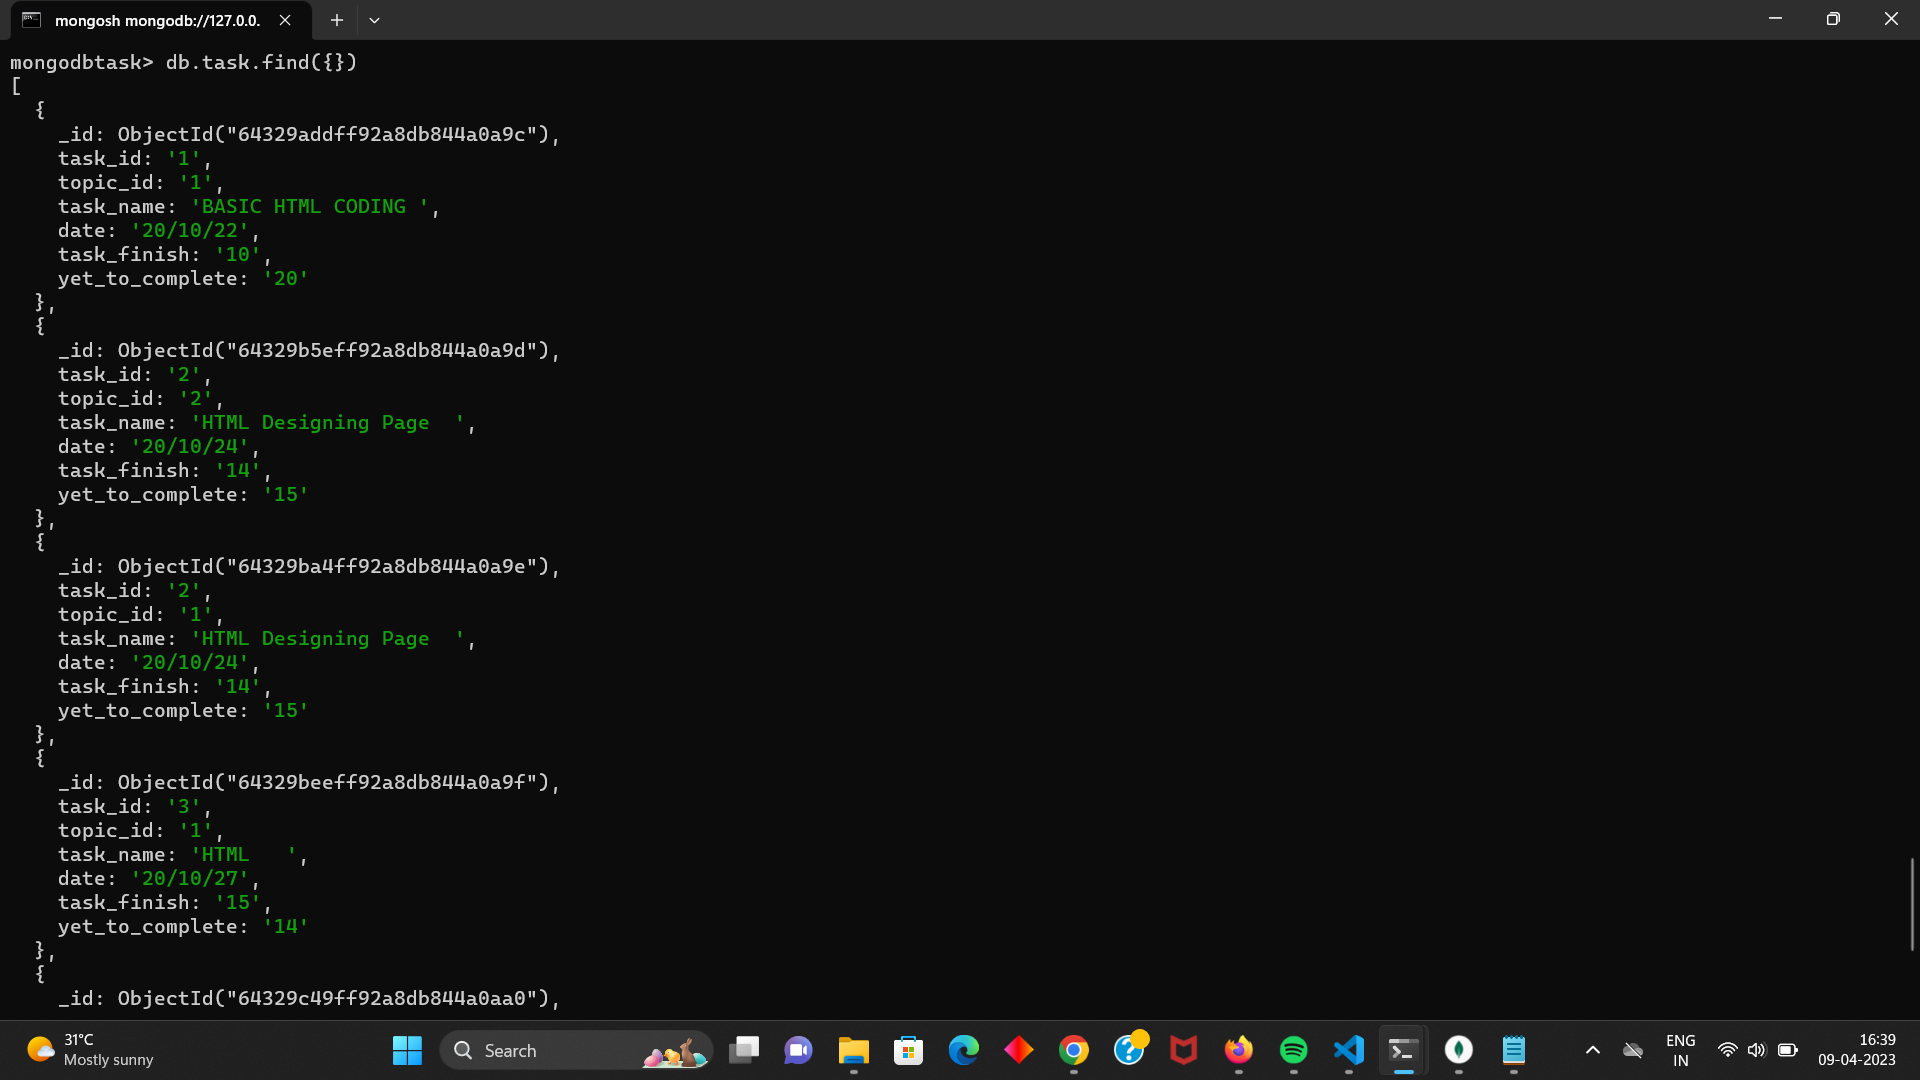 mongosh mongodb://127.0.0.
mongodbtask> db.task.find({})
[
  {
    _id: ObjectId("64329addff92a8db844a0a9c"),
    task_id: '1',
    topic_id: '1',
    task_name: 'BASIC HTML CODING ',
    date: '20/10/22',
    task_finish: '10',
    yet_to_complete: '20'
  },
  {
    _id: ObjectId("64329b5eff92a8db844a0a9d"),
    task_id: '2',
    topic_id: '2',
    task_name: 'HTML Designing Page  ',
    date: '20/10/24',
    task_finish: '14',
    yet_to_complete: '15'
  },
  {
    _id: ObjectId("64329ba4ff92a8db844a0a9e"),
    task_id: '2',
    topic_id: '1',
    task_name: 'HTML Designing Page  ',
    date: '20/10/24',
    task_finish: '14',
    yet_to_complete: '15'
  },
  {
    _id: ObjectId("64329beeff92a8db844a0a9f"),
    task_id: '3',
    topic_id: '1',
    task_name: 'HTML   ',
    date: '20/10/27',
    task_finish: '15',
    yet_to_complete: '14'
  },
  {
    _id: ObjectId("64329c49ff92a8db844a0aa0"),
31°C
Mostly sunny
Search
ENG
IN
16:39
09-04-2023